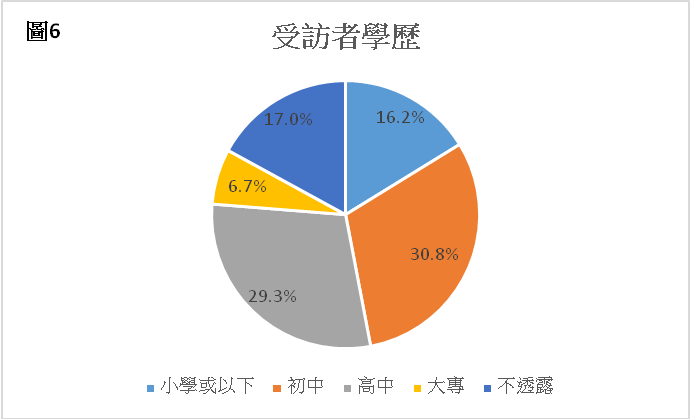 圖6
受訪者學歷
17.0%
16.2%
6.7%
30.8%
29.3%
小學或以下 初中 高中 大專 不透露